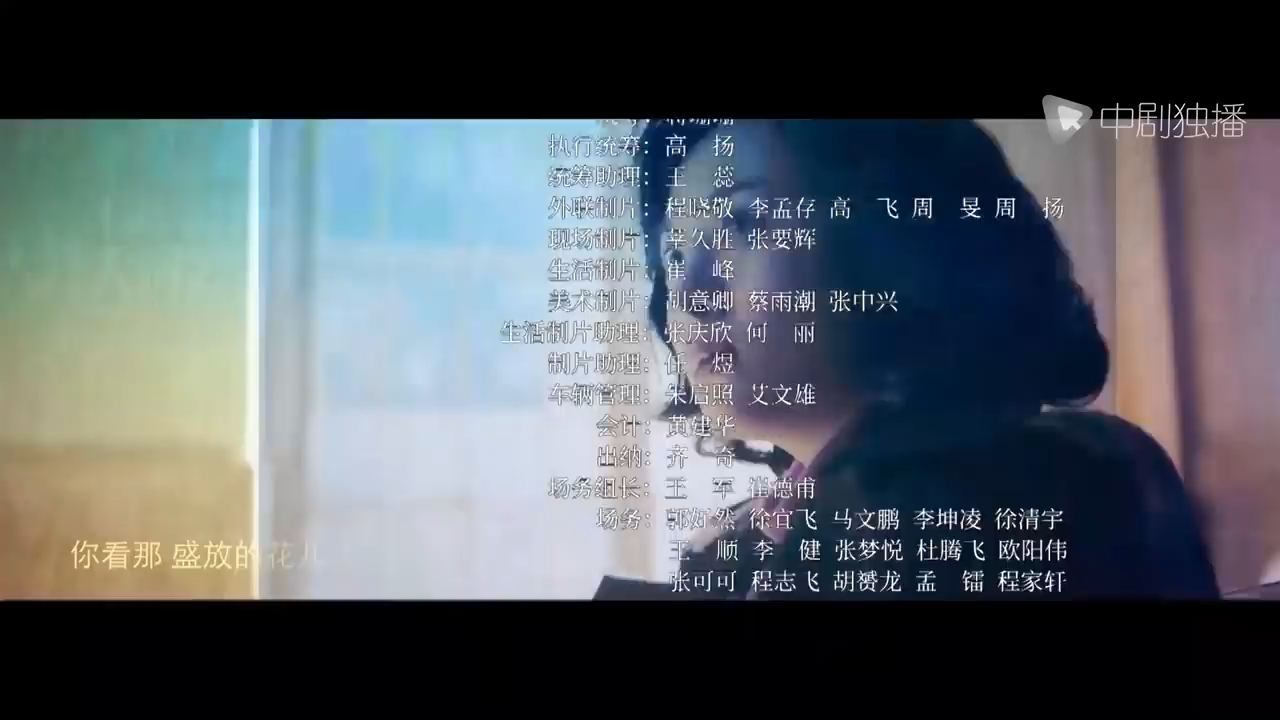 中剧独播
执行统筹：高　扬
统筹助理：王　蕊
外联制片：程晓敬 李孟存 高　飞 周　旻 周　扬
现场制片：莘久胜 张要辉
生活制片：崔　峰
美术制片：胡意卿 蔡雨潮 张中兴
生活制片助理：张庆欣 何　丽
制片助理：任　煜
车辆管理：朱启照 艾文雄
会计：黄建华
出纳：齐　奇
场务组长：王　军 崔德甫
场务：郭好然 徐宜飞 马文鹏 李坤凌 徐清宇
王　顺 李　健 张梦悦 杜腾飞 欧阳伟
张可可 程志飞 胡赟龙 孟　镭 程家轩
你看那 盛放的花儿